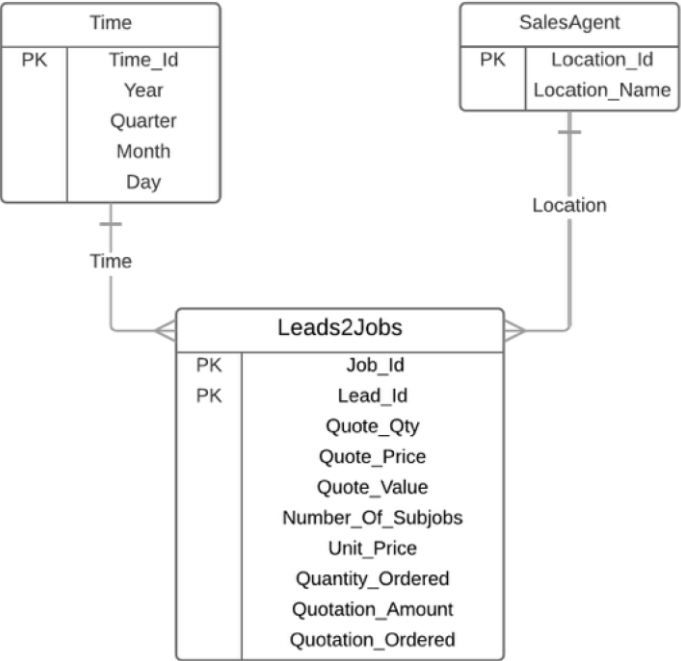 Time
PK Time_Id
Year
Quarter
Month
Day
SalesAgent
PK Location_Id
Location_Name
Time
Location
Leads2Jobs
PK Job_Id
PK Lead_Id
Quote_Qty
Quote_Price
Quote_Value
Number_Of_Subjobs
Unit_Price
Quantity_Ordered
Quotation_Amount
Quotation_Ordered